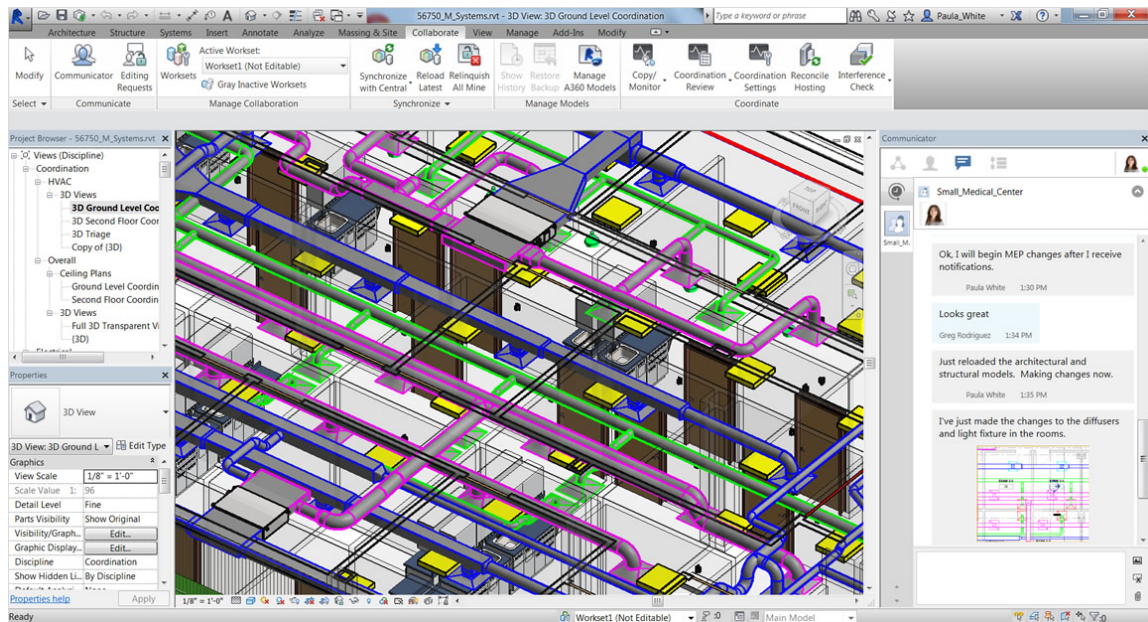 56750_M_Systems.rvt - 3D View: 3D Ground Level Coordination
Type a keyword or phrase
Paula_White
Architecture Structure Systems Insert Annotate Analyze Massing & Site Collaborate View Manage Add-Ins Modify
Modify
Communicator
Editing Requests
Worksets
Active Workset:
Workset1 (Not Editable)
Gray Inactive Worksets
Synchronize with Central
Reload Latest
Relinquish All Mine
Show History
Restore Backup
Manage A360 Models
Copy/ Monitor
Coordination Review
Coordination Settings
Reconcile Hosting
Interference Check
Select
Communicate
Manage Collaboration
Synchronize
Manage Models
Coordinate
Project Browser - 56750_M_Systems.rvt
Views (Discipline)
Coordination
HVAC
3D Views
3D Ground Level Coo
3D Second Floor Coor
3D Triage
Copy of {3D}
Overall
Ceiling Plans
Ground Level Coordin
Second Floor Coordin
3D Views
Full 3D Transparent Vi
{3D}
Properties
3D View
3D View: 3D Ground L
Edit Type
Graphics
View Scale 1/8" = 1'-0"
Scale Value 1: 96
Detail Level Fine
Parts Visibility Show Original
Visibility/Graph... Edit...
Graphic Display... Edit...
Discipline Coordination
Show Hidden Li... By Discipline
Properties help
Apply
TOP
FRONT
1/8" = 1'-0"
Communicator
Small_Medical_Center
Small_M.
Ok, I will begin MEP changes after I receive
notifications.
Paula White 1:30 PM
Looks great
Greg Rodriguez 1:34 PM
Just reloaded the architectural and
structural models. Making changes now.
Paula White 1:35 PM
I've just made the changes to the diffusers
and light fixture in the rooms.
Ready
Workset1 (Not Editable)
:0
Main Model
:0